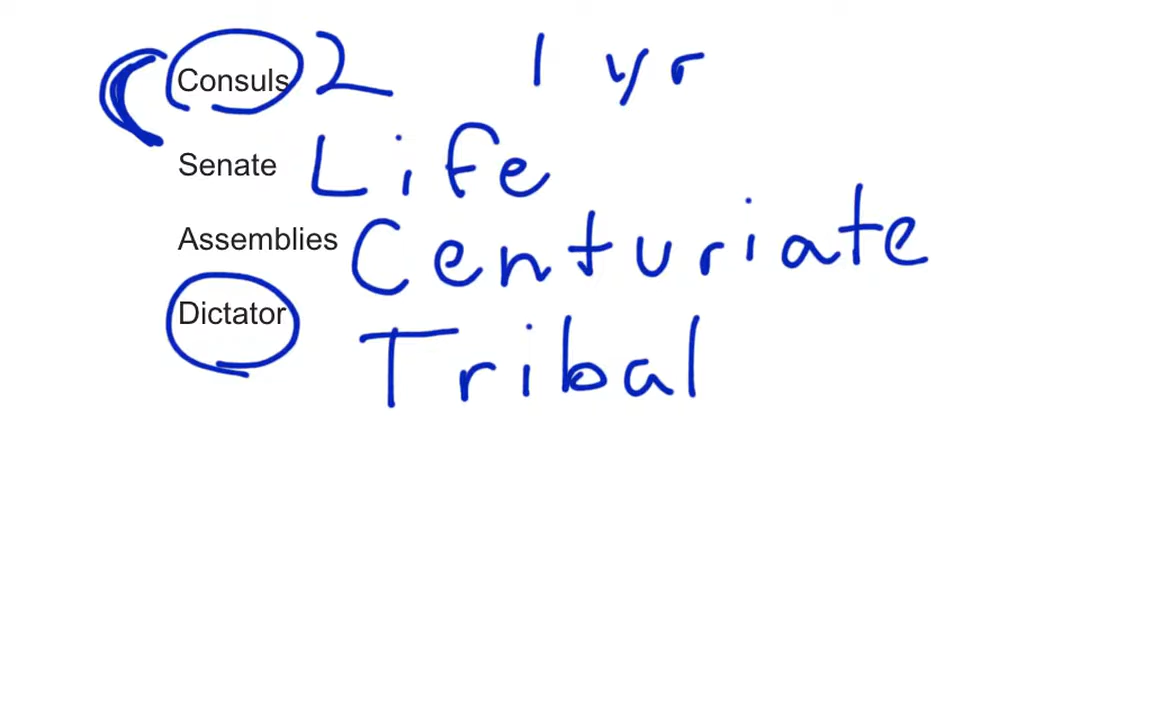 Consuls 2 1 yr
Senate Life
Assemblies Centuriate
Dictator Tribal